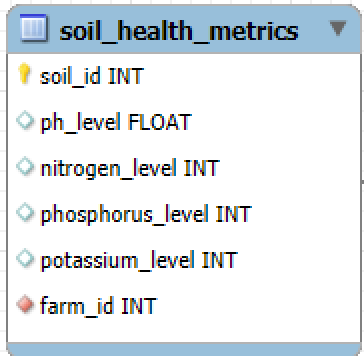 soil_health_metrics
soil_id INT
ph_level FLOAT
nitrogen_level INT
phosphorus_level INT
potassium_level INT
farm_id INT